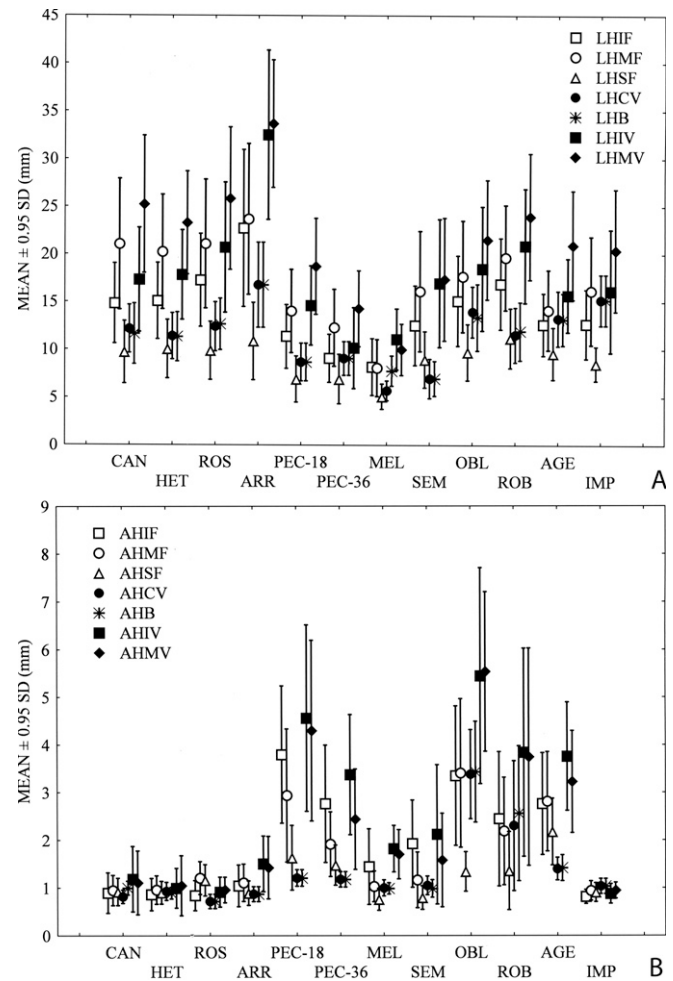 45
40
35
30
25
20
15
10
5
0
MEAN ± 0.95 SD (mm)
LHIF
LHMF
LHSF
LHCV
LHB
LHIV
LHMV
CAN ROS PEC-18 MEL OBL AGE
HET ARR PEC-36 SEM ROB IMP
A
9
8
7
6
5
4
3
2
1
0
MEAN ± 0.95 SD (mm)
AHIF
AHMF
AHSF
AHCV
AHB
AHIV
AHMV
CAN ROS PEC-18 MEL OBL AGE
HET ARR PEC-36 SEM ROB IMP
B